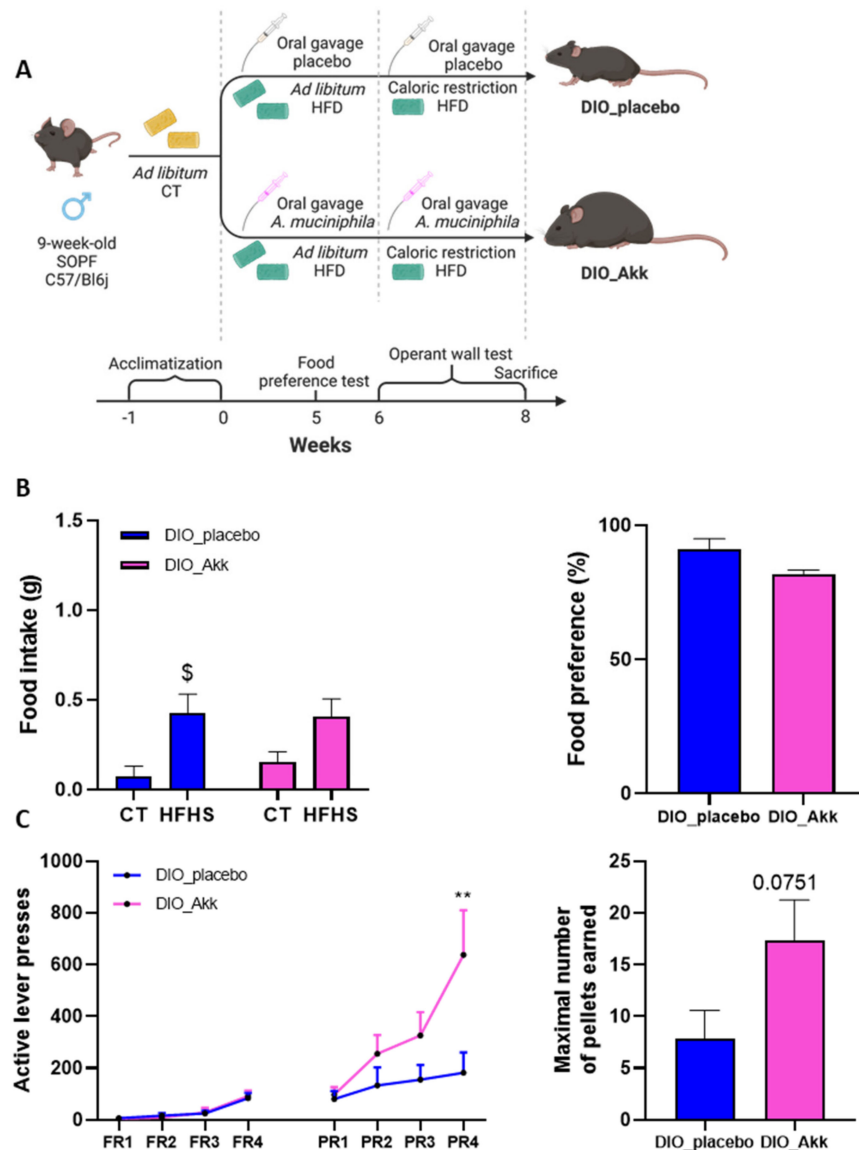 A
Oral gavage
placebo
Oral gavage
placebo
Ad libitum
HFD
Caloric restriction
HFD
DIO_placebo
Ad libitum
CT
Oral gavage
A. muciniphila
Oral gavage
A. muciniphila
9-week-old
SOPF
C57/Bl6j
Ad libitum
HFD
Caloric restriction
HFD
DIO_Akk
Acclimatization
Food
preference test
Operant wall test
Sacrifice
-1 0 5 6 8
Weeks
B
Food intake (g)
1.5
1.0
0.5
0.0
DIO_placebo
DIO_Akk
$
CT HFHS CT HFHS
Food preference (%)
100
50
0
DIO_placebo DIO_Akk
C
Active lever presses
1000
800
600
400
200
0
DIO_placebo
DIO_Akk
**
FR1 FR2 FR3 FR4 PR1 PR2 PR3 PR4
Maximal number
of pellets earned
25
20
15
10
5
0
0.0751
DIO_placebo DIO_Akk